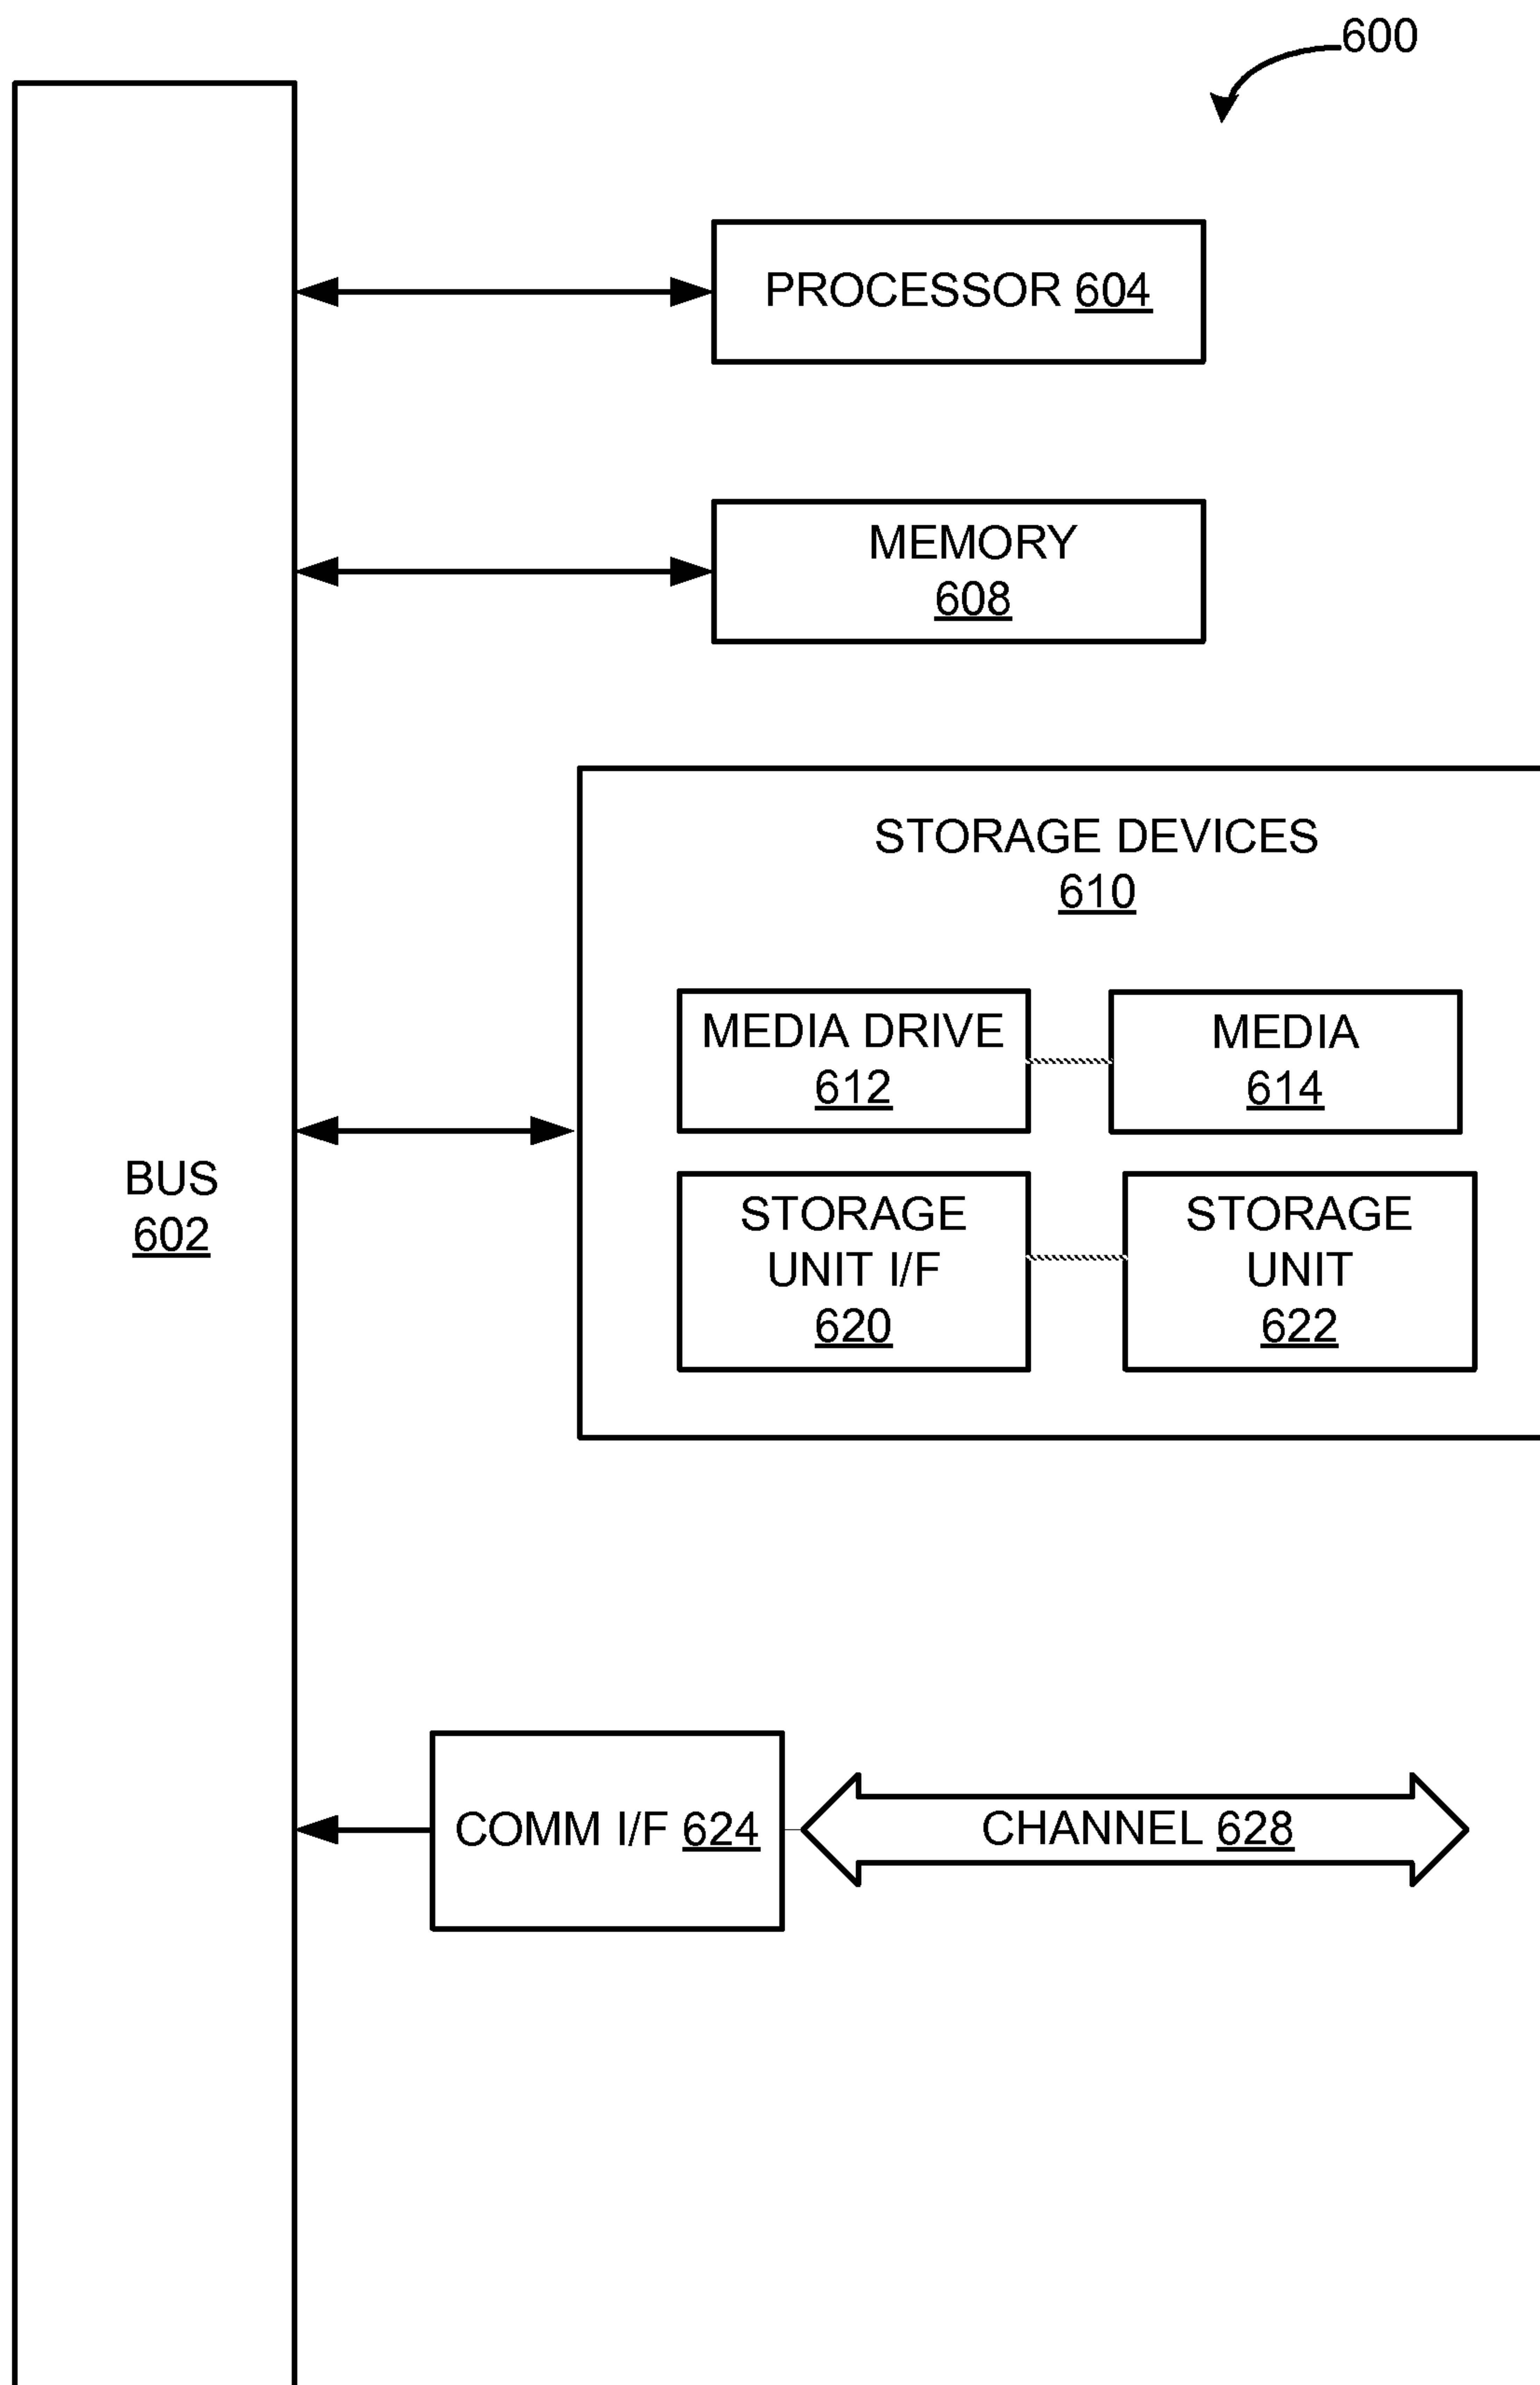 600
PROCESSOR 604
MEMORY
608
STORAGE DEVICES
610
MEDIA DRIVE
612
MEDIA
614
BUS
602
STORAGE
UNIT I/F
620
STORAGE
UNIT
622
COMM I/F 624
CHANNEL 628